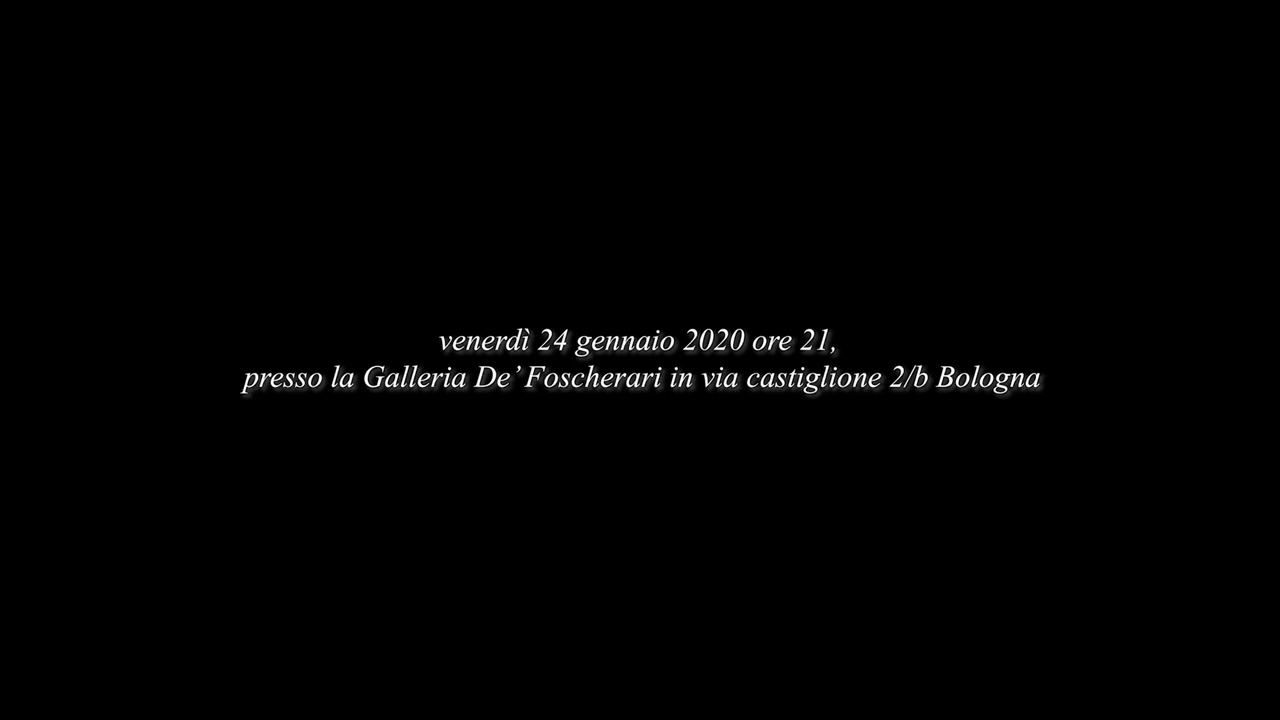 venerdì 24 gennaio 2020 ore 21,
presso la Galleria De’ Foscherari in via castiglione 2/b Bologna